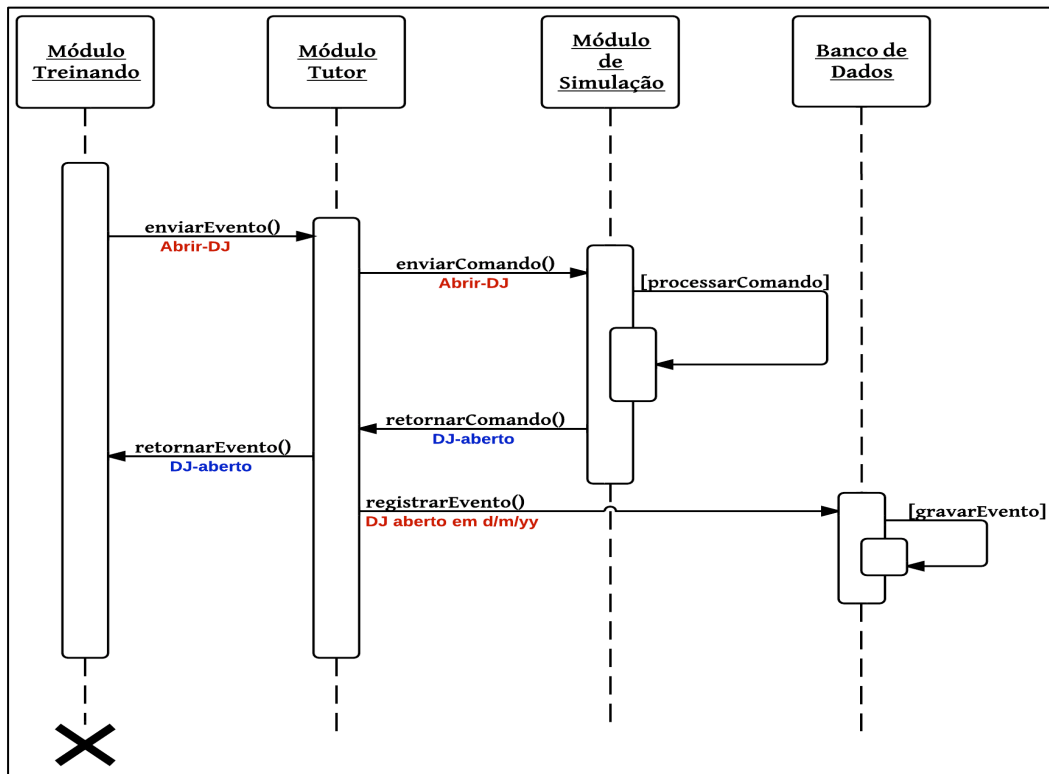 Módulo
Treinando
Módulo
Tutor
Módulo
de
Simulação
Banco de
Dados
enviarEvento()
Abrir-DJ
enviarComando()
Abrir-DJ
[processarComando]
retornarComando()
DJ-aberto
retornarEvento()
DJ-aberto
registrarEvento()
DJ aberto em d/m/yy
[gravarEvento]